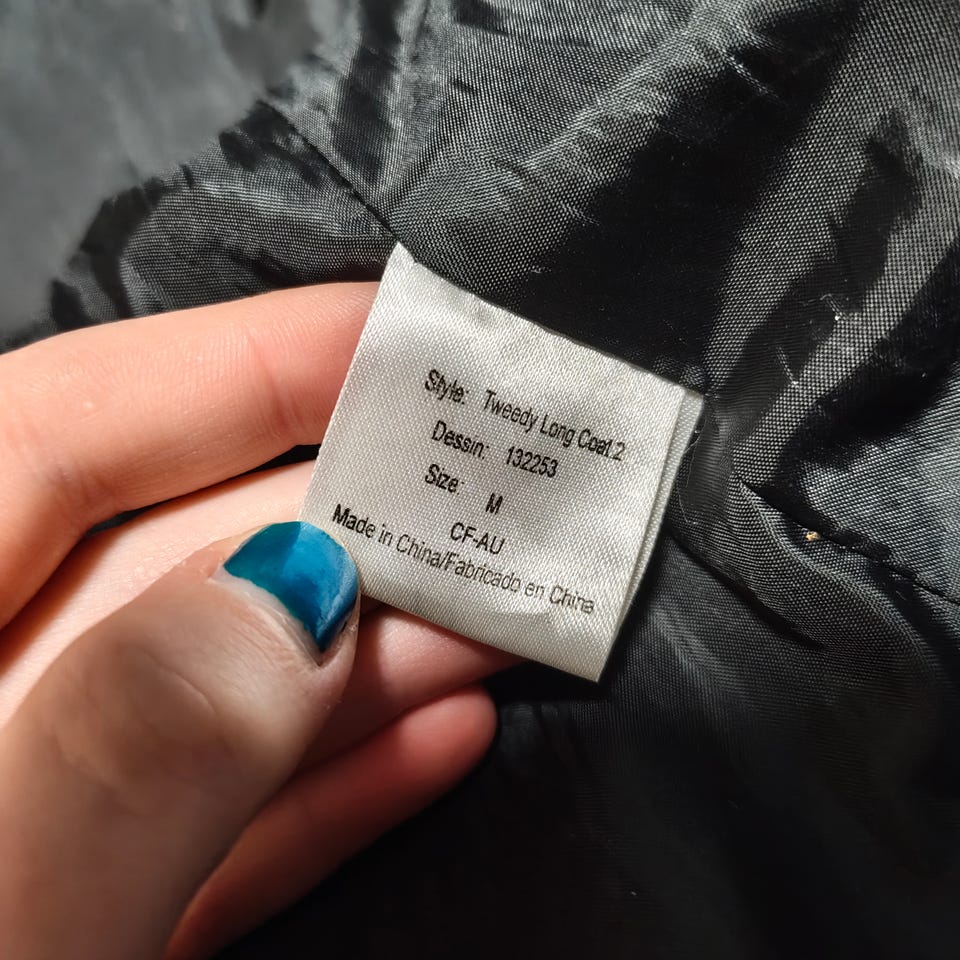 Style: Tweedy Long Coat.2
Dessin: 132253
Size: M
CF-AU
Made in China/Fabricado en China